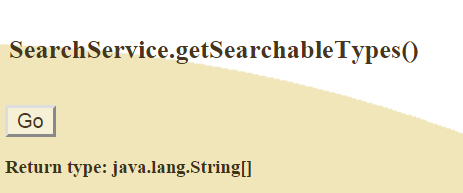 SearchService.getSearchableTypes()
Go
Return type: java.lang.String[]